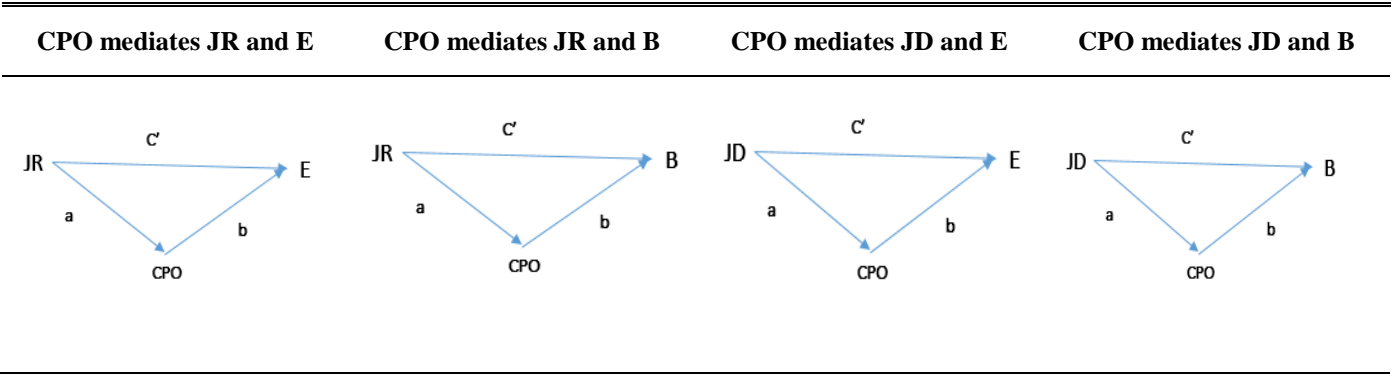 CPO mediates JR and E
CPO mediates JR and B
CPO mediates JD and E
CPO mediates JD and B
C'
JR
E
a
b
CPO
C'
JR
B
a
b
CPO
C'
JD
E
a
b
CPO
C'
JD
B
a
b
CPO